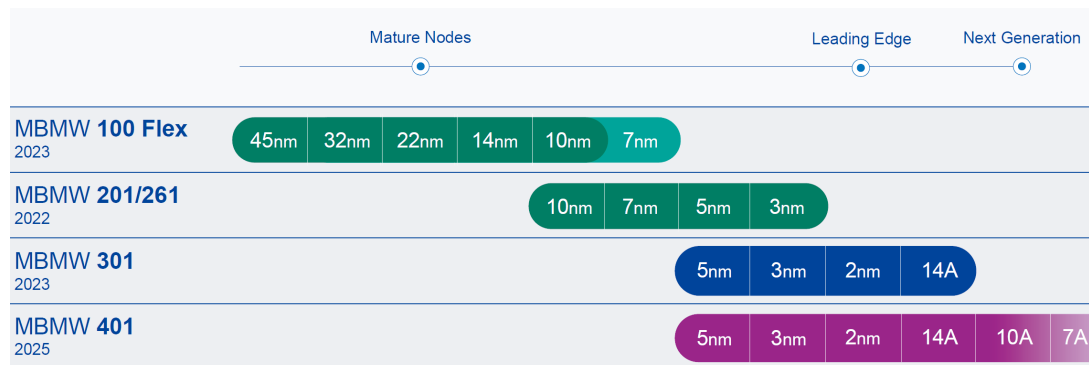 Mature Nodes
Leading Edge
Next Generation
MBMW 100 Flex
2023
45nm 32nm 22nm 14nm 10nm 7nm
MBMW 201/261
2022
10nm 7nm 5nm 3nm
MBMW 301
2023
5nm 3nm 2nm 14A
MBMW 401
2025
5nm 3nm 2nm 14A 10A 7A